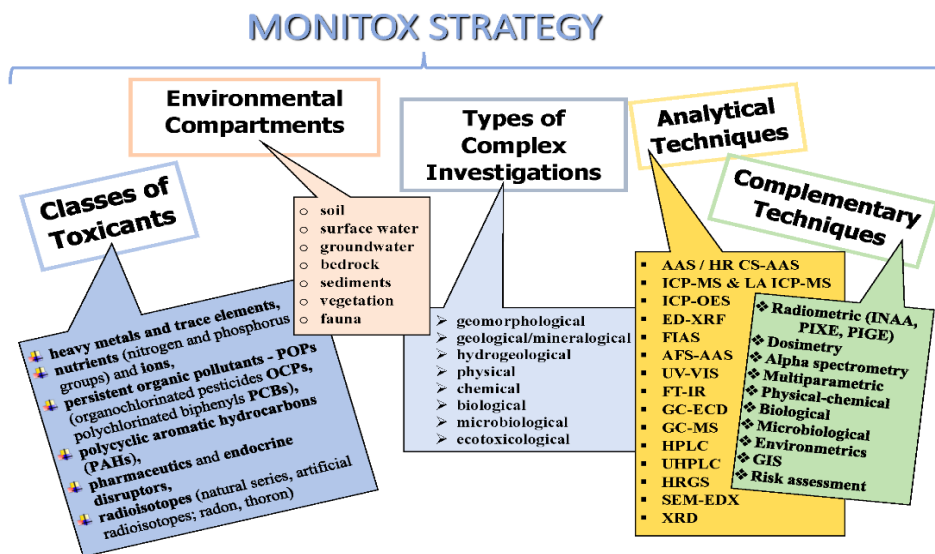 MONITOX STRATEGY
Classes of
Toxicants
heavy metals and trace elements,
nutrients (nitrogen and phosphorus
groups) and ions,
persistent organic pollutants - POPs
(organochlorinated pesticides OCPs,
polychlorinated biphenyls PCBs),
polycyclic aromatic hydrocarbons
(PAHs),
pharmaceutics and endocrine
disruptors,
radioisotopes (natural series, artificial
radioisotopes; radon, thoron)
Environmental
Compartments
soil
surface water
groundwater
bedrock
sediments
vegetation
fauna
Types of
Complex
Investigations
geomorphological
geological/mineralogical
hydrogeological
physical
chemical
biological
microbiological
ecotoxicological
Analytical
Techniques
AAS / HR CS-AAS
ICP-MS & LA ICP-MS
ICP-OES
ED-XRF
FIAS
AFS-AAS
UV-VIS
FT-IR
GC-ECD
GC-MS
HPLC
UHPLC
HRGS
SEM-EDX
XRD
Complementary
Techniques
Radiometric (INAA,
PIXE, PIGE)
Dosimetry
Alpha spectrometry
Multiparametric
Physical-chemical
Biological
Microbiological
Environmetrics
GIS
Risk assessment